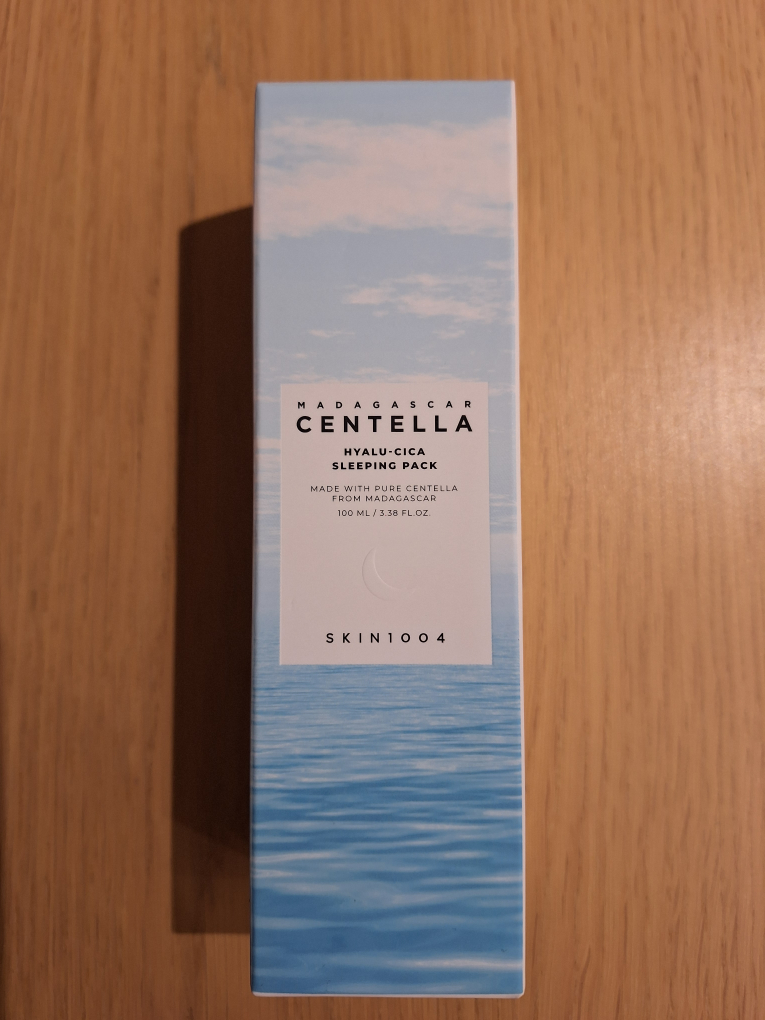 MADAGASCAR
CENTELLA
HYALU-CICA
SLEEPING PACK
MADE WITH PURE CENTELLA
FROM MADAGASCAR
100 ML / 3.38 FL.OZ.
SKIN1004